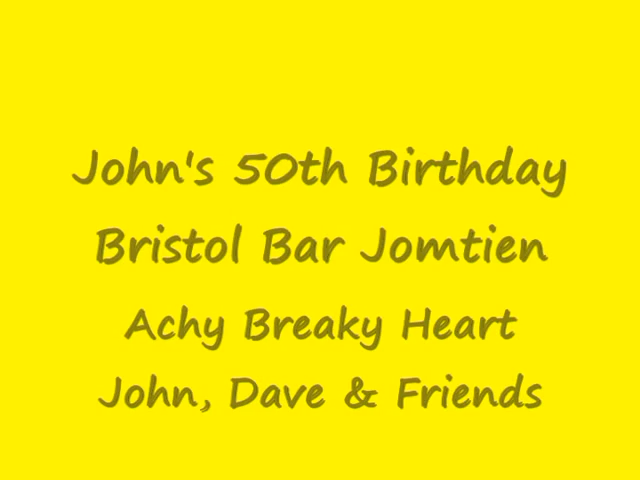 John's 50th Birthday
Bristol Bar Jomtien
Achy Breaky Heart
John, Dave & Friends